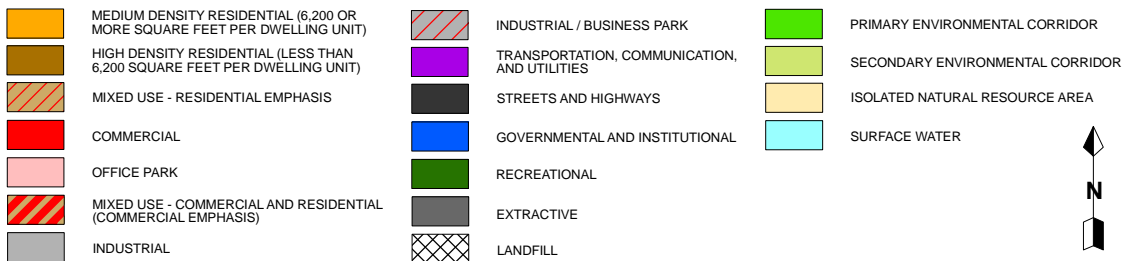 MEDIUM DENSITY RESIDENTIAL (6,200 OR
MORE SQUARE FEET PER DWELLING UNIT)
HIGH DENSITY RESIDENTIAL (LESS THAN
6,200 SQUARE FEET PER DWELLING UNIT)
MIXED USE - RESIDENTIAL EMPHASIS
COMMERCIAL
OFFICE PARK
MIXED USE - COMMERCIAL AND RESIDENTIAL
(COMMERCIAL EMPHASIS)
INDUSTRIAL
INDUSTRIAL / BUSINESS PARK
TRANSPORTATION, COMMUNICATION,
AND UTILITIES
STREETS AND HIGHWAYS
GOVERNMENTAL AND INSTITUTIONAL
RECREATIONAL
EXTRACTIVE
LANDFILL
PRIMARY ENVIRONMENTAL CORRIDOR
SECONDARY ENVIRONMENTAL CORRIDOR
ISOLATED NATURAL RESOURCE AREA
SURFACE WATER
N